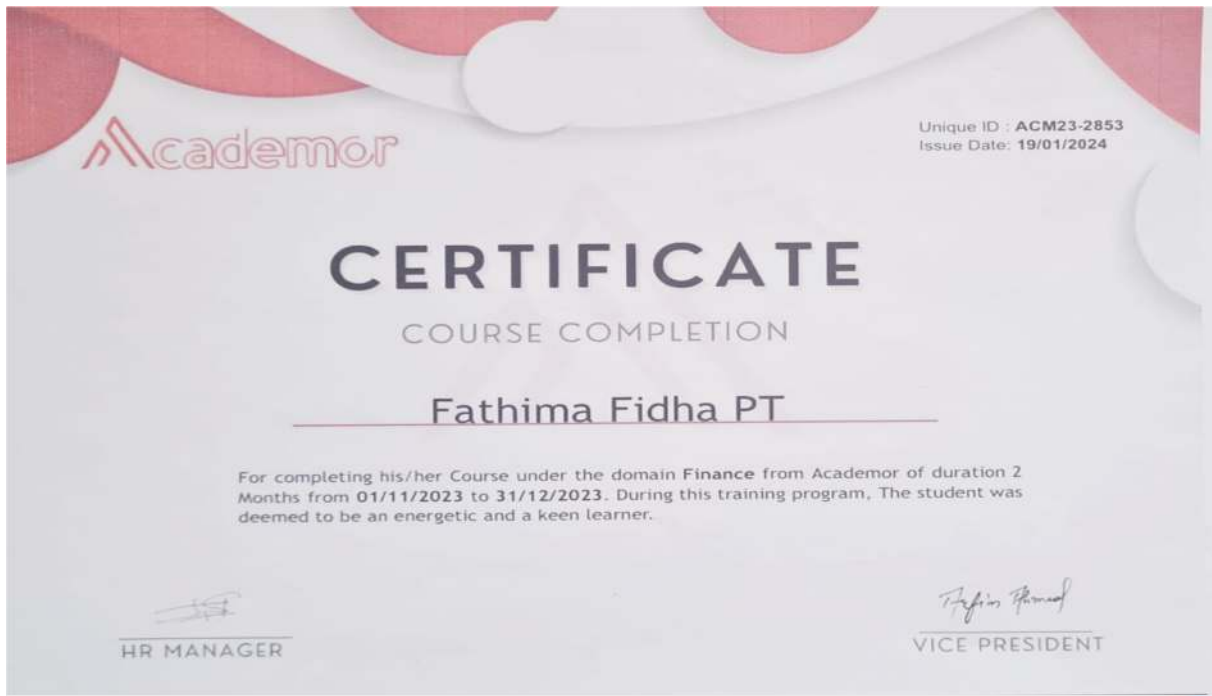 Academor
Unique ID : ACM23-2853
Issue Date: 19/01/2024
CERTIFICATE
COURSE COMPLETION
Fathima Fidha PT
For completing his/her Course under the domain Finance from Academor of duration 2
Months from 01/11/2023 to 31/12/2023. During this training program, The student was
deemed to be an energetic and a keen learner.
HR MANAGER
VICE PRESIDENT